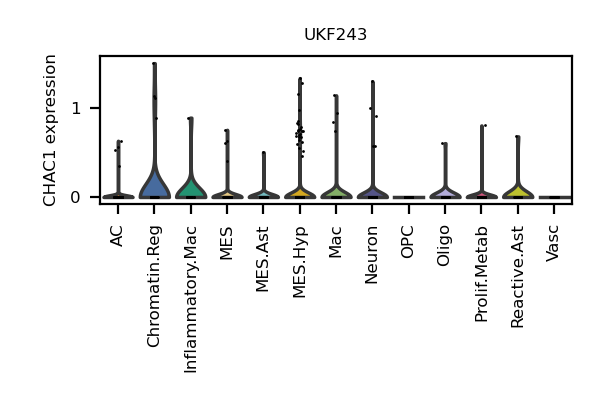 UKF243
CHAC1 expression
1
0
AC
Chromatin.Reg
Inflammatory.Mac
MES
MES.Ast
MES.Hyp
Mac
Neuron
OPC
Oligo
Prolif.Metab
Reactive.Ast
Vasc